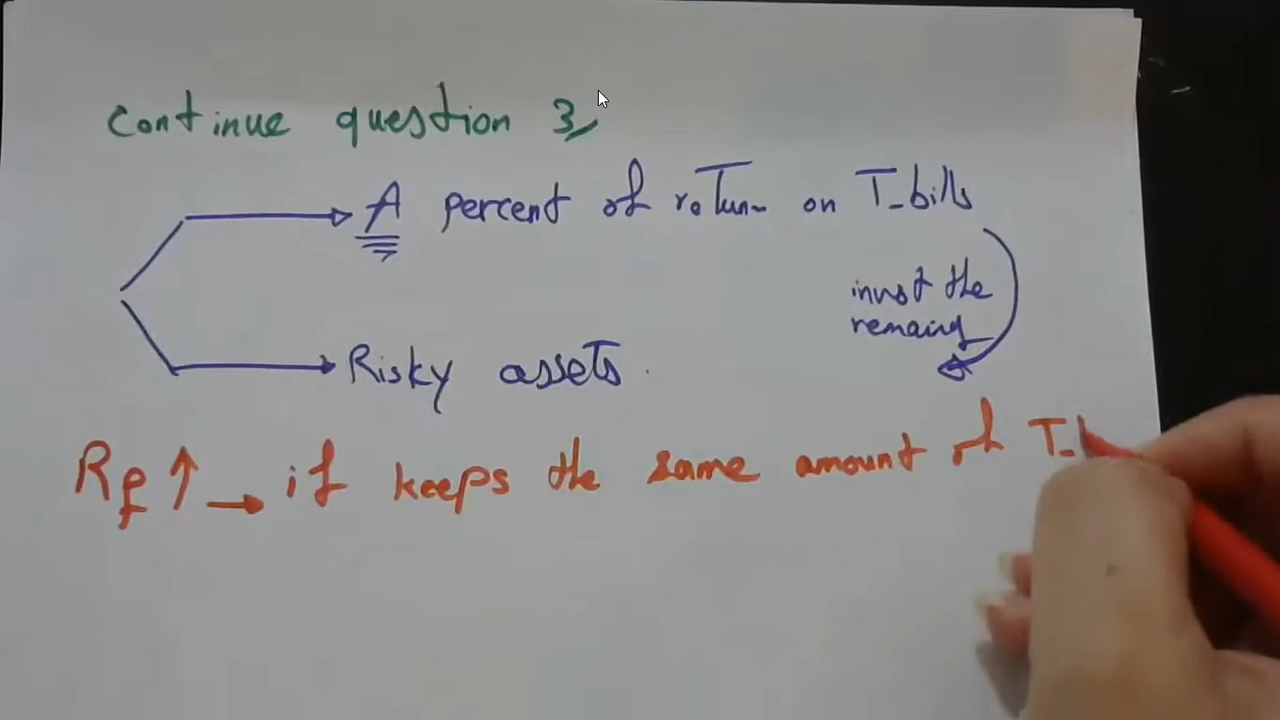 Continue question 3
A percent of return on T-bills
invest the
remaing
Risky assets.
Rf ↑ → if keeps the same amount of T-b